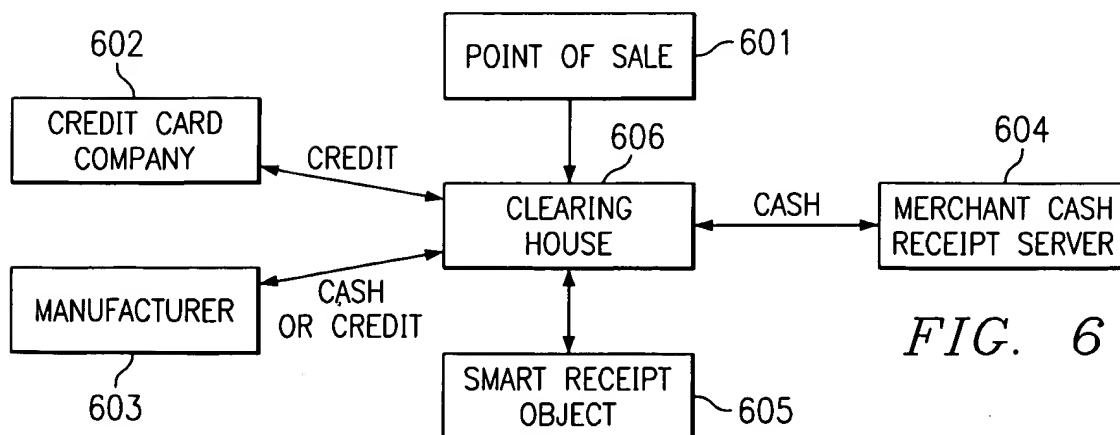 601
POINT OF SALE
602
CREDIT CARD
COMPANY
CREDIT
606
CLEARING
HOUSE
CASH
604
MERCHANT CASH
RECEIPT SERVER
MANUFACTURER
603
CASH
OR CREDIT
SMART RECEIPT
OBJECT
605
FIG. 6